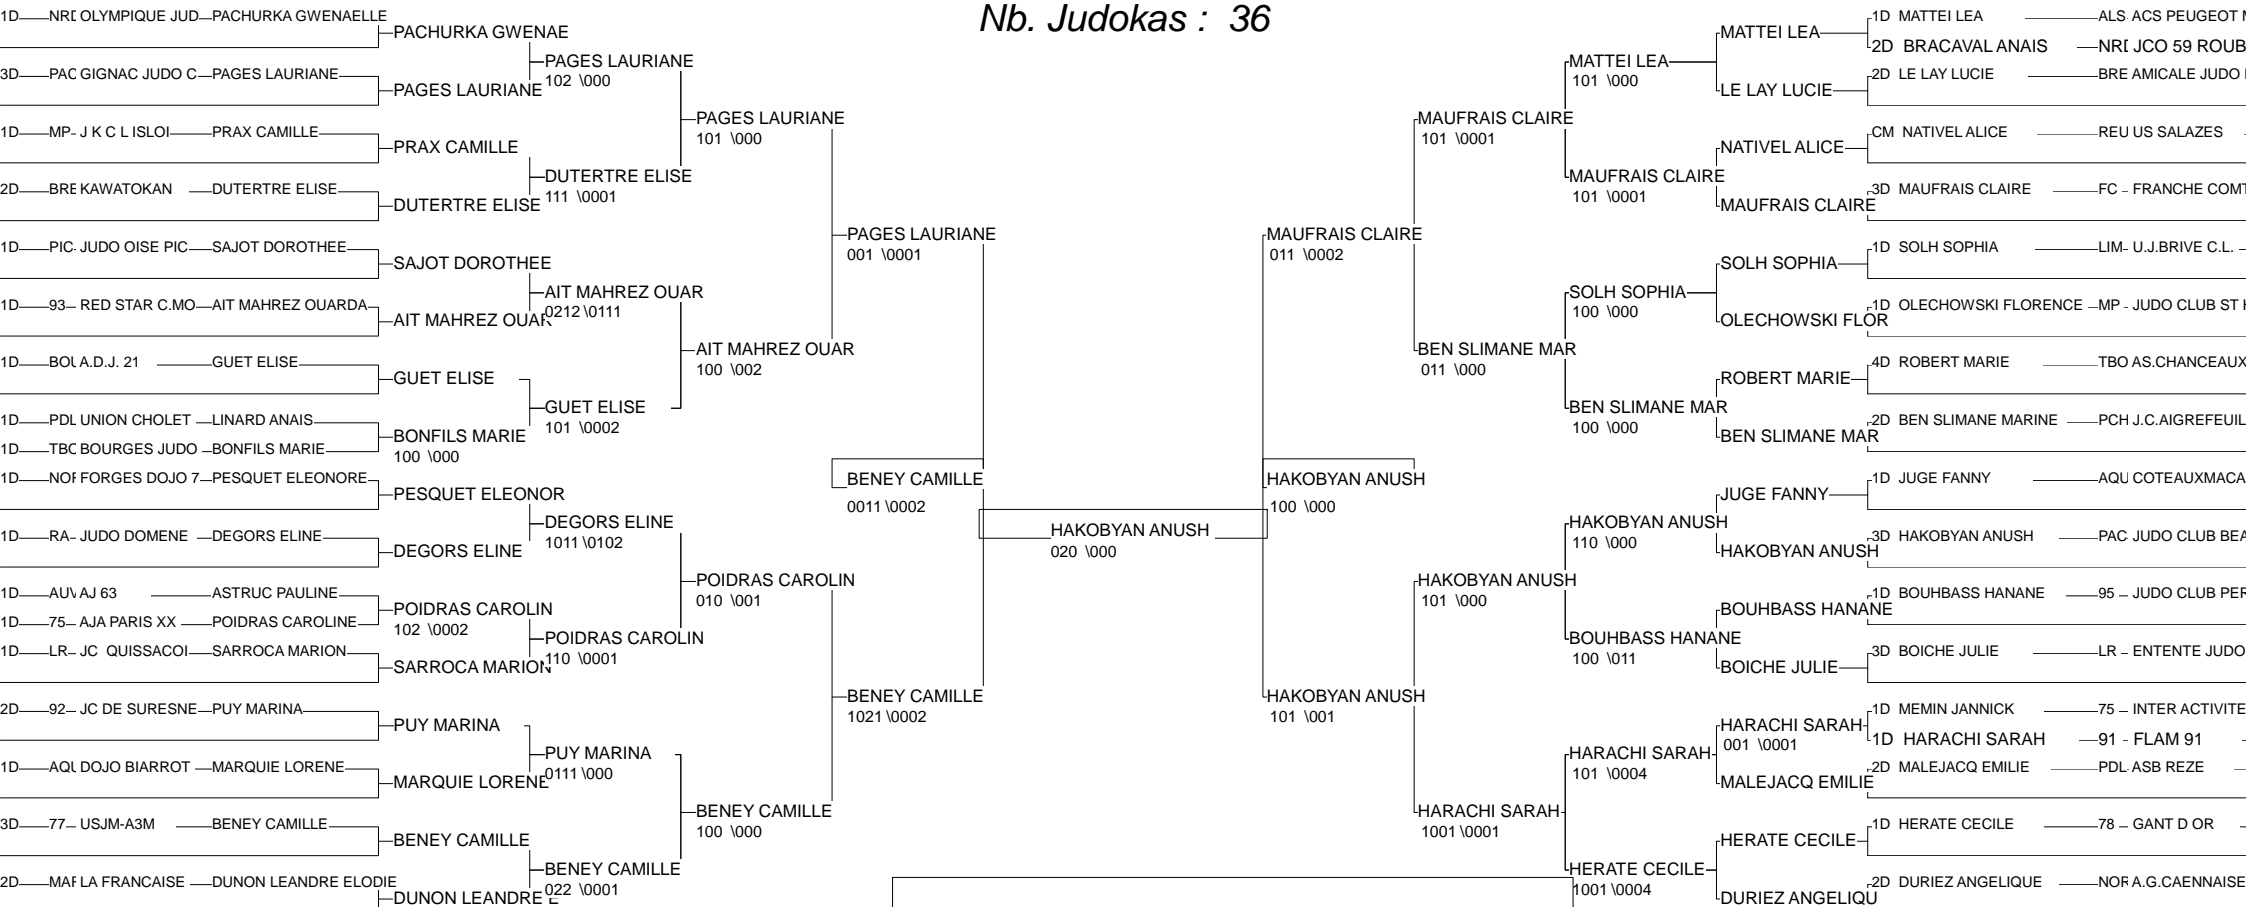 Nb. Judokas : 36
1D NRD OLYMPIQUE JUD PACHURKA GWENAELLE
3D PAC GIGNAC JUDO C PAGES LAURIANE
1D MP- J K C L ISLOI PRAX CAMILLE
2D BRE KAWATOKAN DUTERTRE ELISE
1D PIC- JUDO OISE PIC SAJOT DOROTHEE
1D 93 RED STAR C.MO AIT MAHREZ OUARDA
1D BOU A.D.J. 21 GUET ELISE
1D PDL UNION CHOLET LINARD ANAIS
1D TBO BOURGES JUDO BONFILS MARIE
1D NOR FORGES DOJO 7 PESQUET ELEONORE
1D RA- JUDO DOMENE DEGORS ELINE
1D AUV AJ 63 ASTRUC PAULINE
1D 75 AJA PARIS XX POIDRAS CAROLINE
1D LR- JC QUISSACOI SARROCA MARION
2D 92 JC DE SURESNE PUY MARINA
1D AQU DOJO BIARROT MARQUIE LORENE
3D 77 USJM-A3M BENEY CAMILLE
2D MAR LA FRANCAISE DUNON LEANDRE ELODIE
PACHURKA GWENAE
PAGES LAURIANE
PRAX CAMILLE
DUTERTRE ELISE
SAJOT DOROTHEE
AIT MAHREZ OUAR
GUET ELISE
BONFILS MARIE
100 \000
PESQUET ELEONOR
DEGORS ELINE
POIDRAS CAROLIN
102 \0002
SARROCA MARION
PUY MARINA
MARQUIE LORENE
BENEY CAMILLE
DUNON LEANDRE E
PAGES LAURIANE
102 \000
DUTERTRE ELISE
111 \0001
AIT MAHREZ OUAR
0212 \0111
GUET ELISE
101 \0002
DEGORS ELINE
1011 \0102
POIDRAS CAROLIN
110 \0001
PUY MARINA
0111 \000
BENEY CAMILLE
022 \0001
PAGES LAURIANE
101 \000
AIT MAHREZ OUAR
100 \002
POIDRAS CAROLIN
010 \001
BENEY CAMILLE
100 \000
PAGES LAURIANE
001 \0001
BENEY CAMILLE
0011 \0002
BENEY CAMILLE
1021 \0002
HAKOBYAN ANUSH
020 \000
MAUFRAIS CLAIRE
011 \0002
HAKOBYAN ANUSH
100 \000
HAKOBYAN ANUSH
101 \001
MAUFRAIS CLAIRE
101 \0001
BEN SLIMANE MAR
011 \000
HAKOBYAN ANUSH
101 \000
HARACHI SARAH
1001 \0001
MATTEI LEA
101 \000
MAUFRAIS CLAIRE
101 \0001
SOLH SOPHIA
100 \000
BEN SLIMANE MAR
100 \000
HAKOBYAN ANUSH
110 \000
BOUHBASS HANANE
100 \011
HARACHI SARAH
101 \0004
HERATE CECILE
1001 \0004
MATTEI LEA
LE LAY LUCIE
NATIVEL ALICE
MAUFRAIS CLAIRE
SOLH SOPHIA
OLECHOWSKI FLOR
ROBERT MARIE
BEN SLIMANE MAR
JUGE FANNY
HAKOBYAN ANUSH
BOUHBASS HANANE
BOICHE JULIE
HARACHI SARAH
001 \0001
MALEJACQ EMILIE
HERATE CECILE
DURIEZ ANGELIQU
1D MATTEI LEA ALS ACS PEUGEOT M
2D BRACAVAL ANAIS NRD JCO 59 ROUB
2D LE LAY LUCIE BRE AMICALE JUDO
CM NATIVEL ALICE REU US SALAZES
3D MAUFRAIS CLAIRE FC - FRANCHE COMT
1D SOLH SOPHIA LIM- U.J.BRIVE C.L.
1D OLECHOWSKI FLORENCE MP - JUDO CLUB ST
4D ROBERT MARIE TBO AS.CHANCEAUX
2D BEN SLIMANE MARINE PCH J.C.AIGREFEUIL
1D JUGE FANNY AQU COTEAUXMACA
3D HAKOBYAN ANUSH PAC JUDO CLUB BEA
1D BOUHBASS HANANE 95 - JUDO CLUB PER
3D BOICHE JULIE LR - ENTENTE JUDO
1D MEMIN JANNICK 75 - INTER ACTIVITE
1D HARACHI SARAH 91 - FLAM 91
2D MALEJACQ EMILIE PDL ASB REZE
1D HERATE CECILE 78 - GANT D OR
2D DURIEZ ANGELIQUE NOR A.G.CAENNAISE